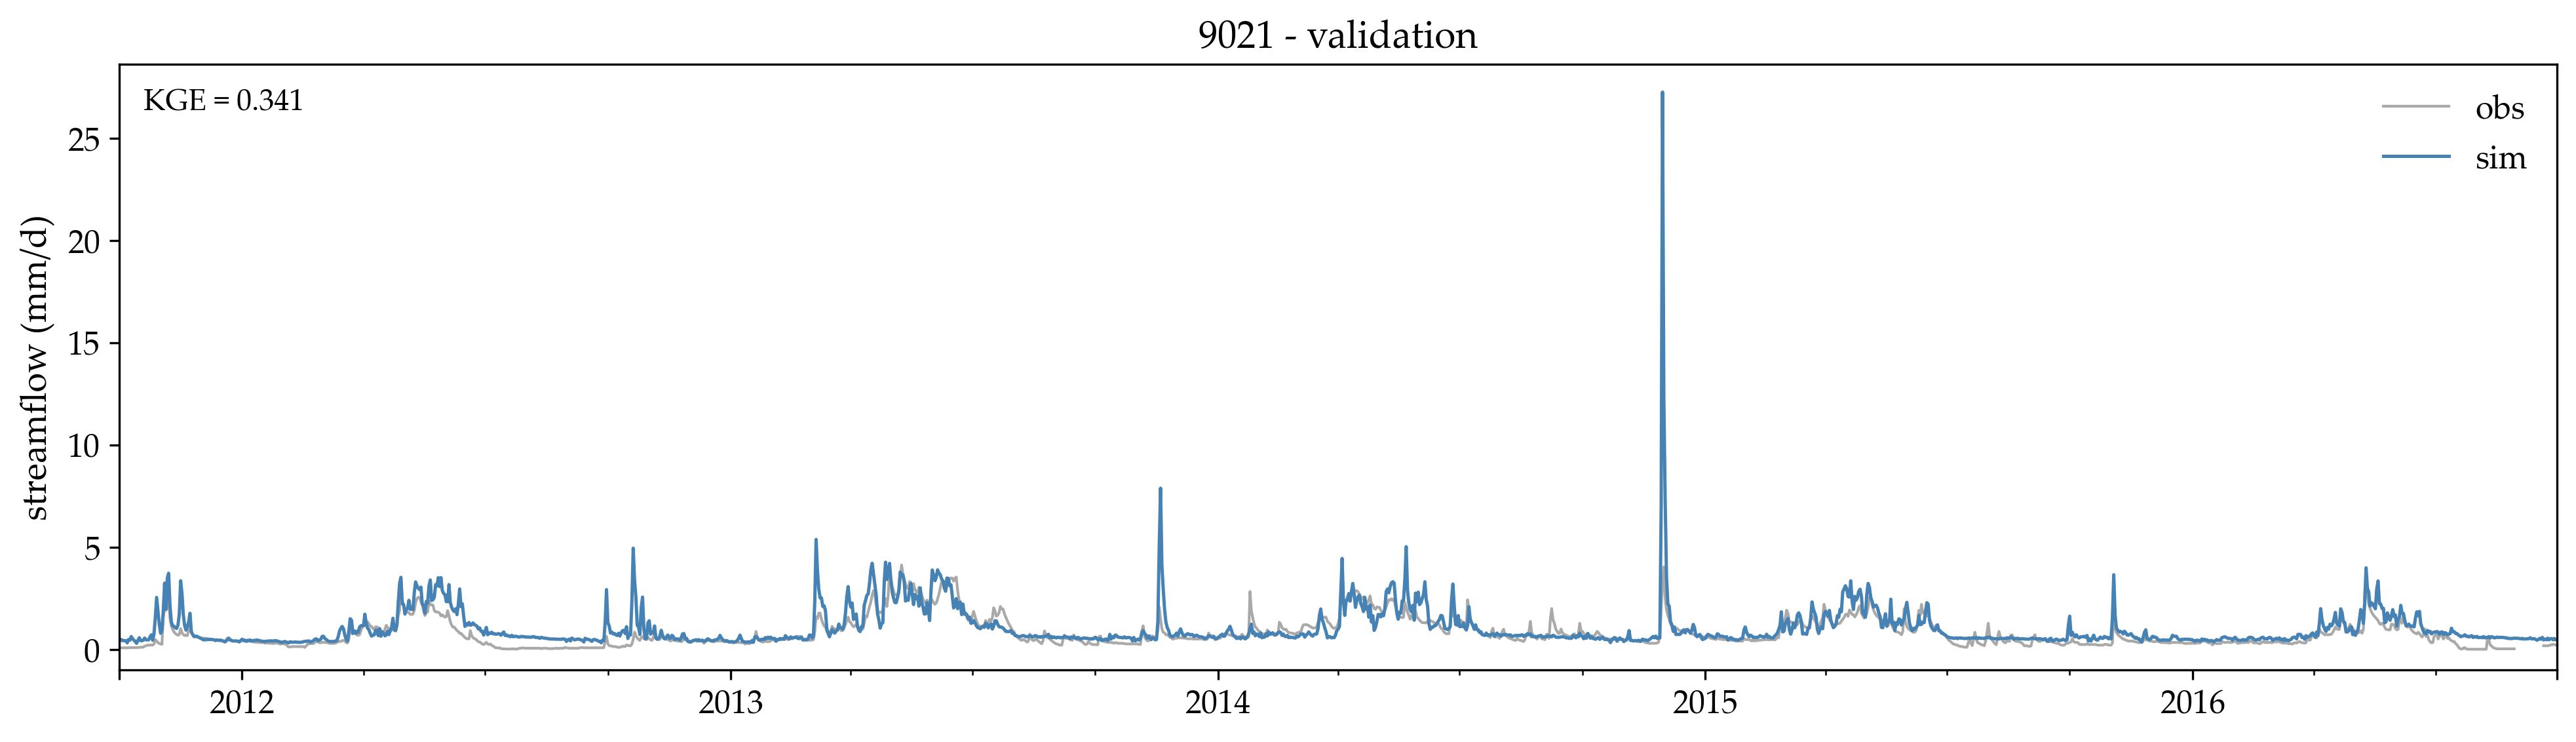 9021 - validation
KGE = 0.341
obs
sim
streamflow (mm/d)
25
20
15
10
5
0
2012
2013
2014
2015
2016